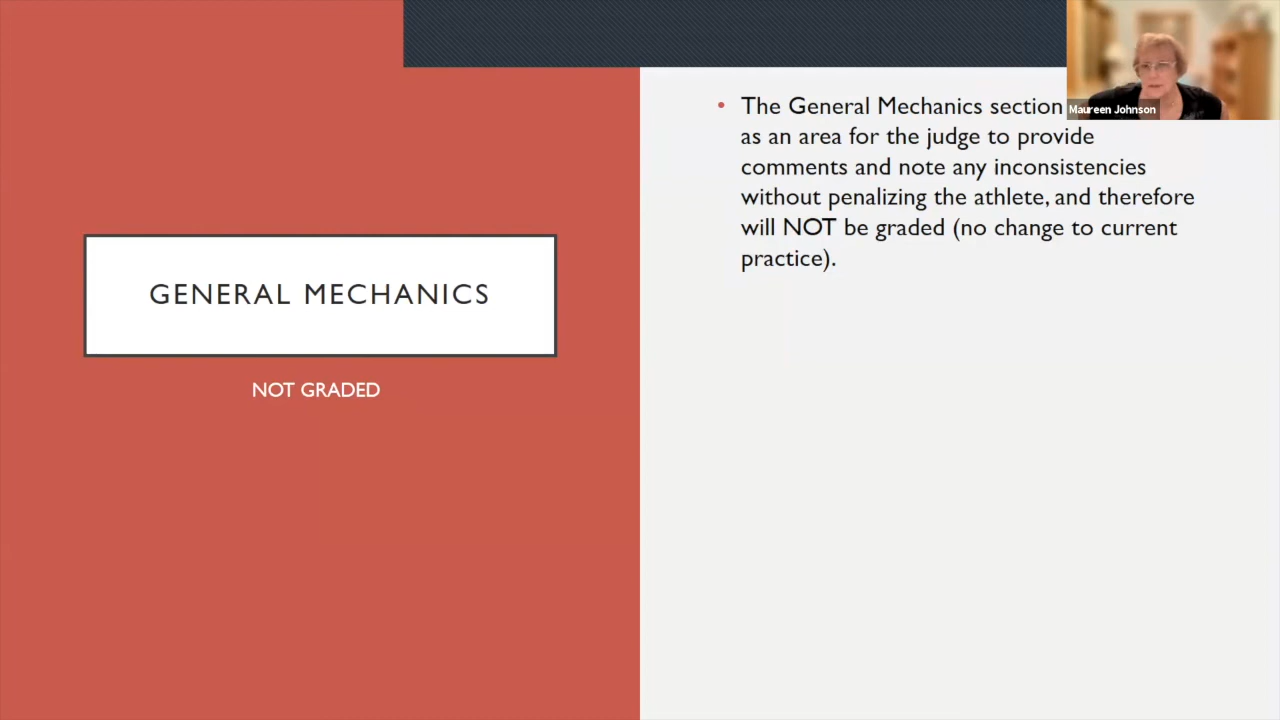 GENERAL MECHANICS
NOT GRADED
• The General Mechanics section
as an area for the judge to provide
comments and note any inconsistencies
without penalizing the athlete, and therefore
will NOT be graded (no change to current
practice).
Maureen Johnson